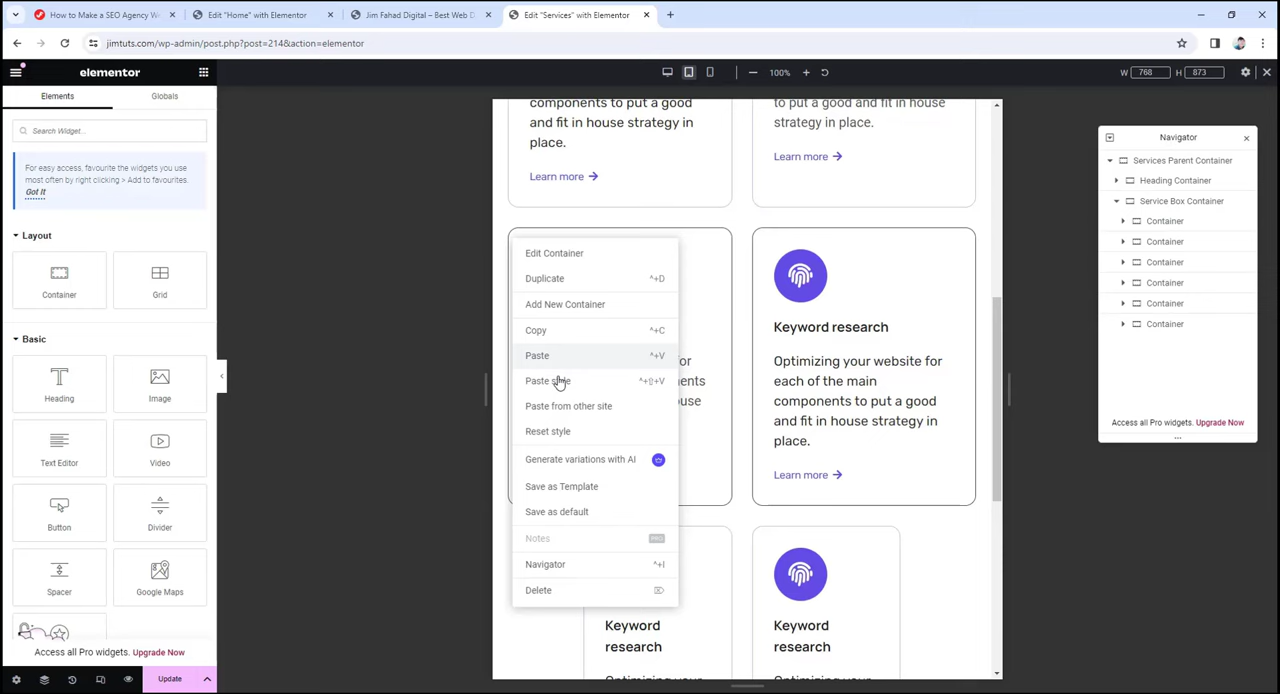 How to Make a SEO Agency W
Edit "Home" with Elementor
Jim Fahad Digital – Best Web D
Edit "Services" with Elementor
jimtuts.com/wp-admin/post.php?post=214&action=elementor
elementor
100%
W 768 H 873
Elements
Globals
Search Widget...
For easy access, favourite the widgets you use
most often by right clicking > Add to favourites.
Got It
Layout
Container
Grid
Basic
Heading
Image
Text Editor
Video
Button
Divider
Spacer
Google Maps
Access all Pro widgets. Upgrade Now
Update
components to put a good
and fit in house strategy in
place.
Learn more
to put a good and fit in house
strategy in place.
Learn more
Edit Container
Duplicate ^+D
Add New Container
Copy ^+C
Paste ^+V
Paste style ^+⇧+V
Paste from other site
Reset style
Generate variations with AI
Save as Template
Save as default
Notes PRO
Navigator ^+I
Delete
Keyword research
Optimizing your website for
each of the main
components to put a good
and fit in house strategy in
place.
Learn more
Keyword
research
Keyword
research
Navigator
Services Parent Container
Heading Container
Service Box Container
Container
Container
Container
Container
Container
Container
Access all Pro widgets. Upgrade Now